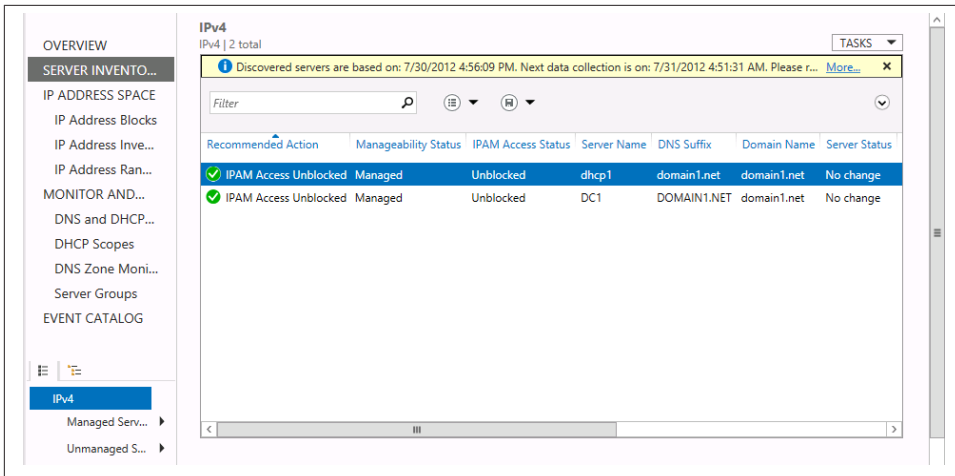 OVERVIEW
SERVER INVENTO...
IP ADDRESS SPACE
IP Address Blocks
IP Address Inve...
IP Address Ran...
MONITOR AND...
DNS and DHCP...
DHCP Scopes
DNS Zone Moni...
Server Groups
EVENT CATALOG
IPv4
Managed Serv...
Unmanaged S...
IPv4
IPv4 | 2 total
TASKS
Discovered servers are based on: 7/30/2012 4:56:09 PM. Next data collection is on: 7/31/2012 4:51:31 AM. Please r... More...
Filter
Recommended Action Manageability Status IPAM Access Status Server Name DNS Suffix Domain Name Server Status
IPAM Access Unblocked Managed Unblocked dhcp1 domain1.net domain1.net No change
IPAM Access Unblocked Managed Unblocked DC1 DOMAIN1.NET domain1.net No change